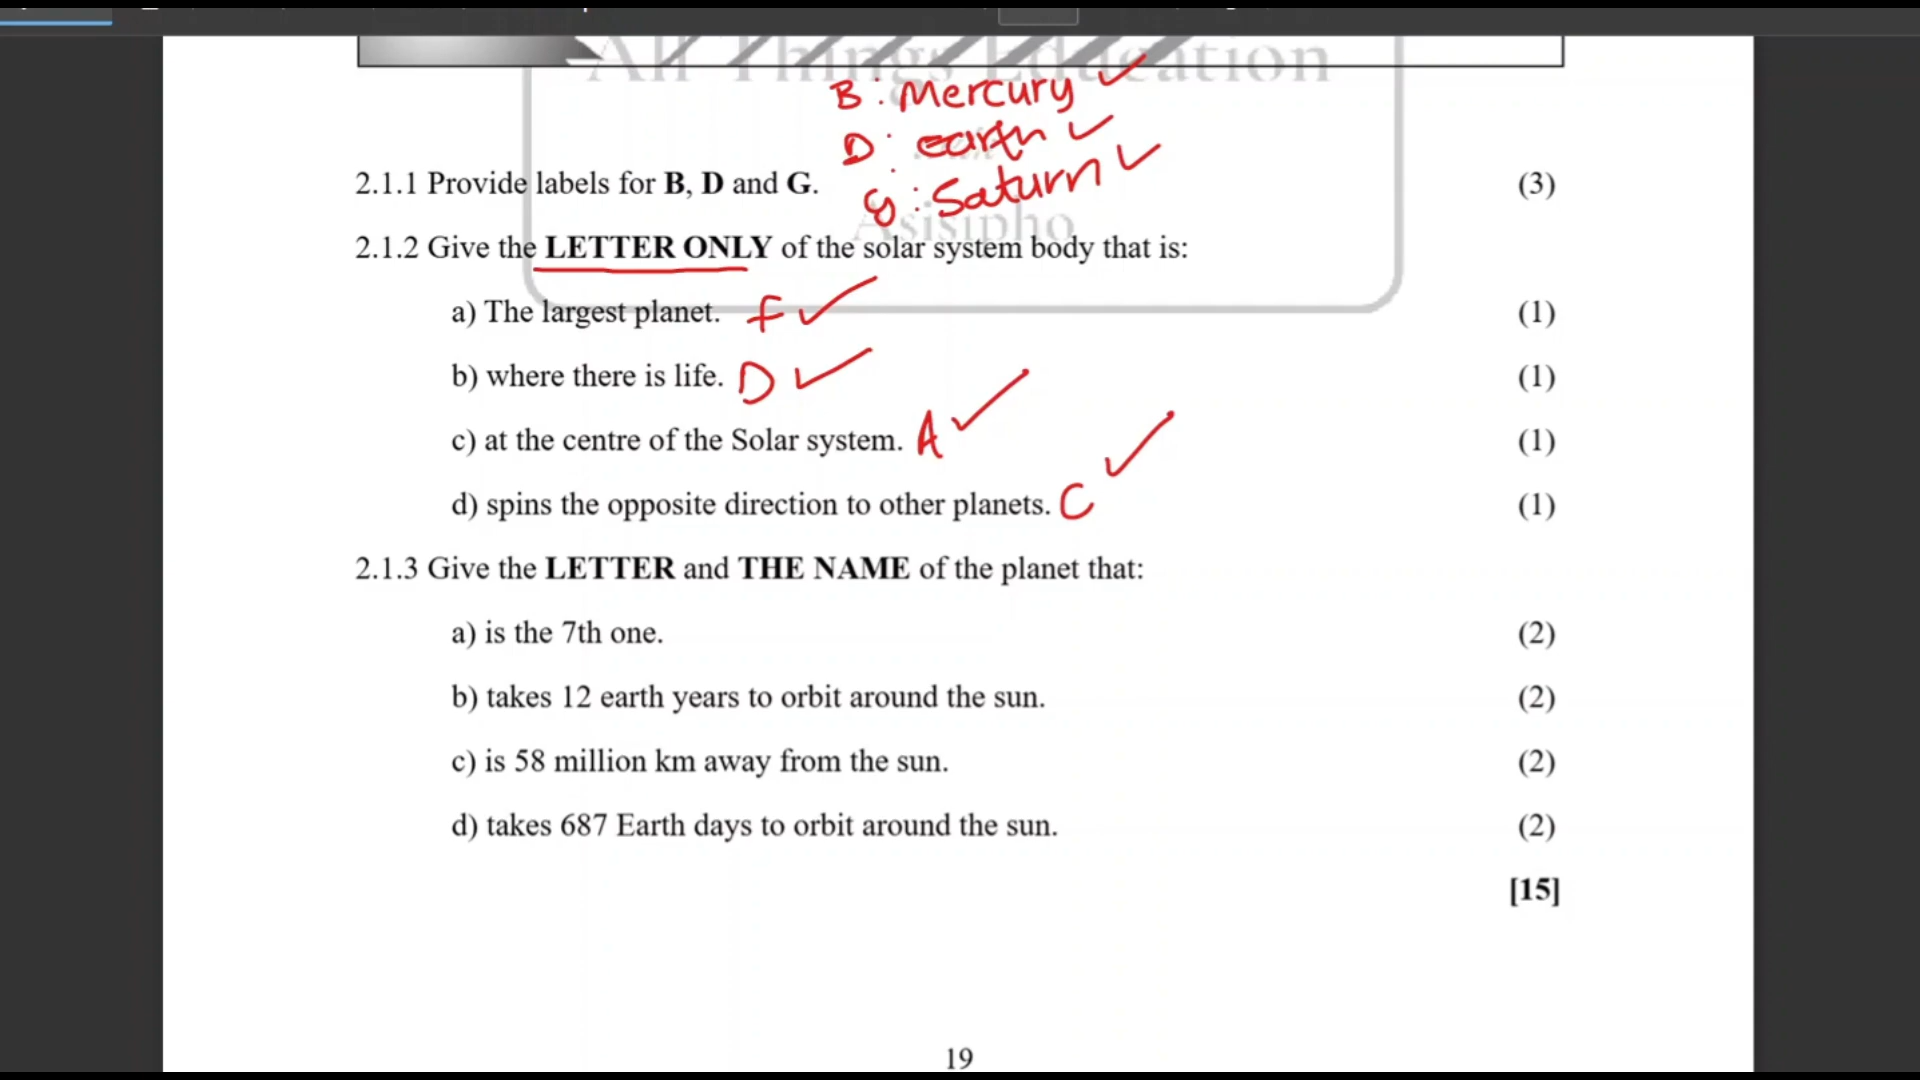 All Things Education
B: Mercury
D: earth
2.1.1 Provide labels for B, D and G. (3)
G: Saturn
Asisipho
2.1.2 Give the LETTER ONLY of the solar system body that is:
a) The largest planet. F (1)
b) where there is life. D (1)
c) at the centre of the Solar system. A (1)
d) spins the opposite direction to other planets. C (1)
2.1.3 Give the LETTER and THE NAME of the planet that:
a) is the 7th one. (2)
b) takes 12 earth years to orbit around the sun. (2)
c) is 58 million km away from the sun. (2)
d) takes 687 Earth days to orbit around the sun. (2)
[15]
19